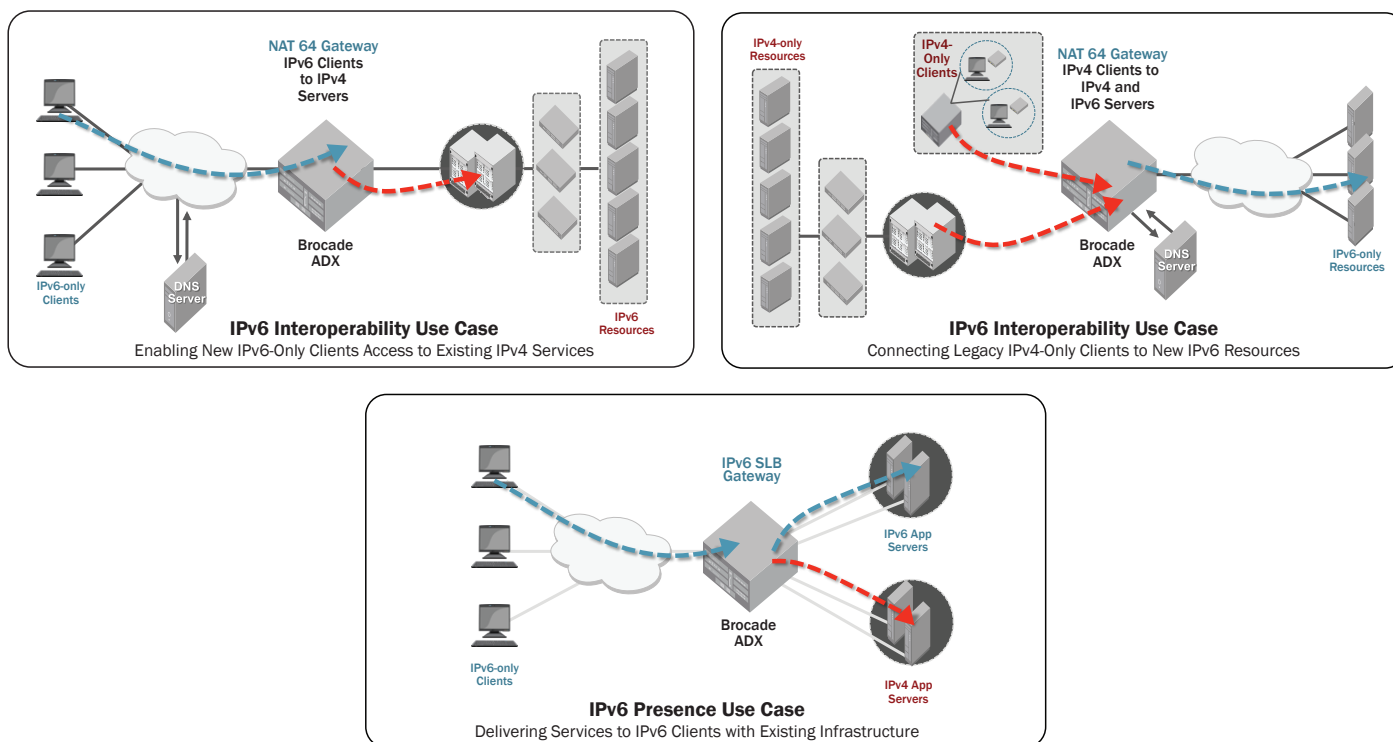 NAT 64 Gateway
IPv6 Clients
to IPv4
Servers
Brocade
ADX
DNS
Server
IPv6-only
Clients
IPv6
Resources
IPv6 Interoperability Use Case
Enabling New IPv6-Only Clients Access to Existing IPv4 Services
IPv4-only
Resources
IPv4-
Only
Clients
NAT 64 Gateway
IPv4 Clients to
IPv4 and
IPv6 Servers
Brocade
ADX
DNS
Server
IPv6-only
Resources
IPv6 Interoperability Use Case
Connecting Legacy IPv4-Only Clients to New IPv6 Resources
IPv6 SLB
Gateway
IPv6 App
Servers
Brocade
ADX
IPv6-only
Clients
IPv4 App
Servers
IPv6 Presence Use Case
Delivering Services to IPv6 Clients with Existing Infrastructure